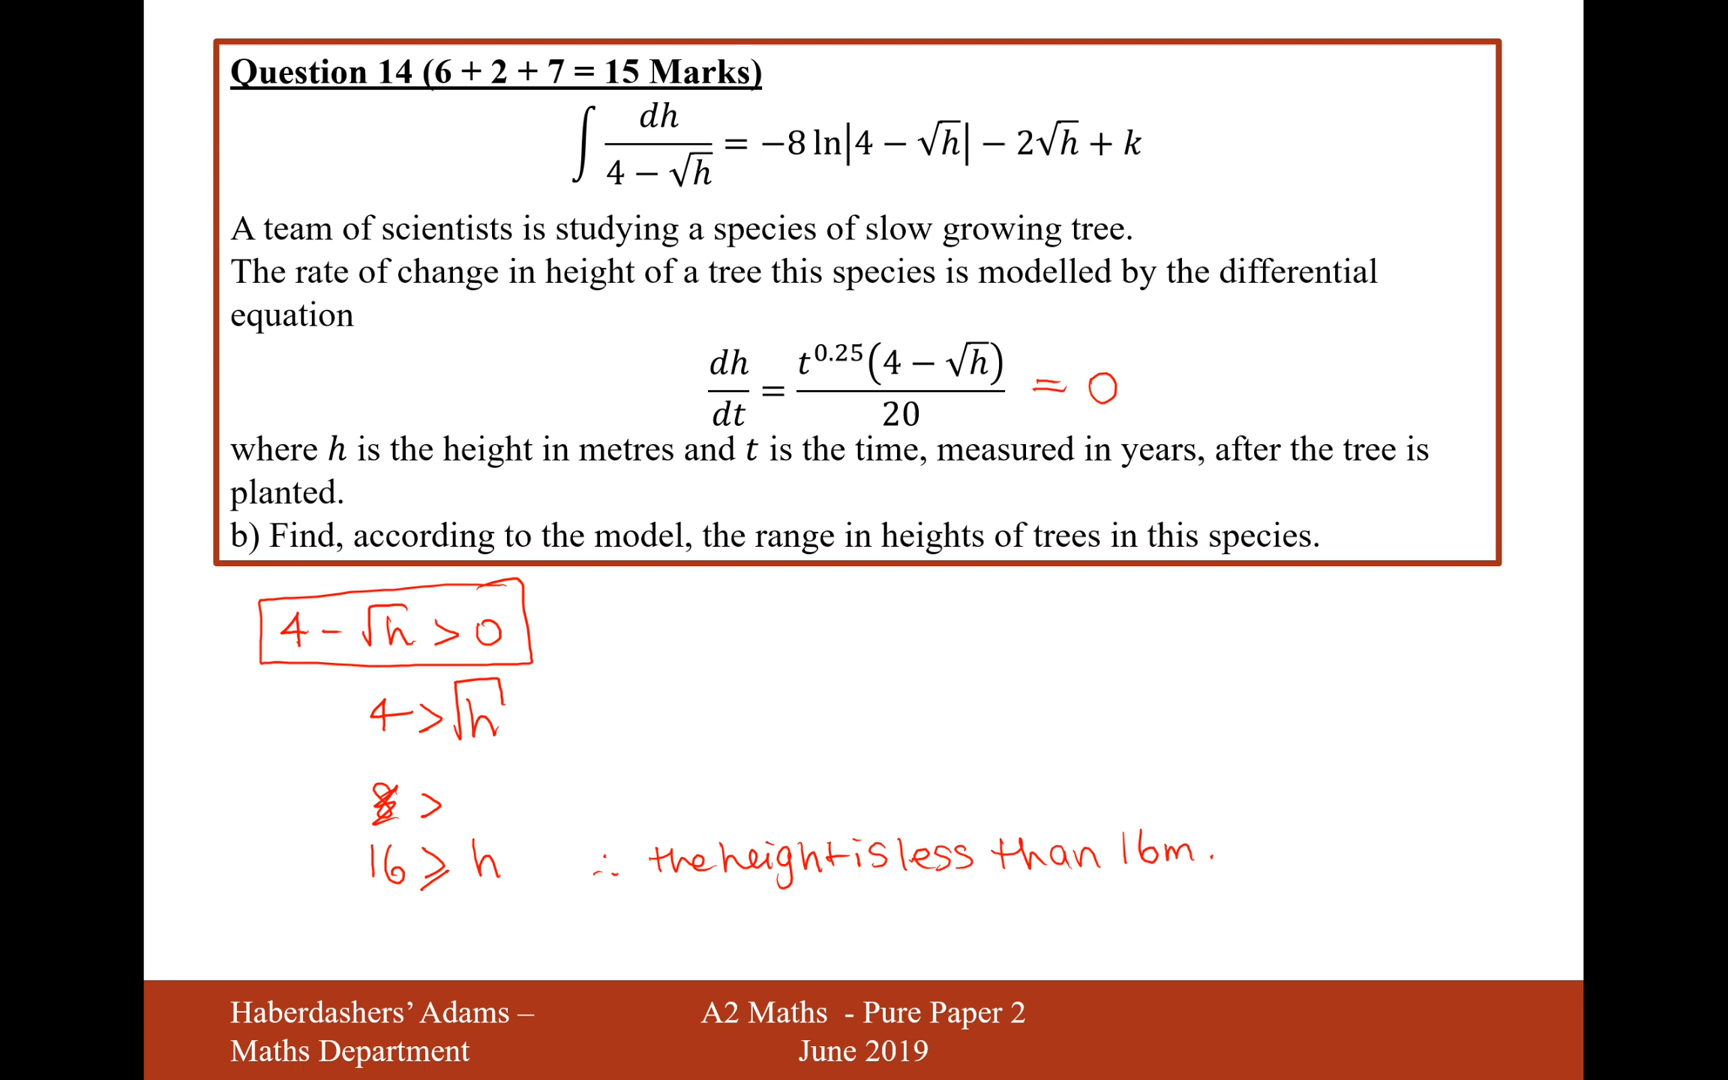 Question 14 (6 + 2 + 7 = 15 Marks)
∫ dh/(4 − √h) = −8 ln|4 − √h| − 2√h + k
A team of scientists is studying a species of slow growing tree.
The rate of change in height of a tree this species is modelled by the differential
equation
dh/dt = t^0.25(4 − √h)/20 = 0
where h is the height in metres and t is the time, measured in years, after the tree is
planted.
b) Find, according to the model, the range in heights of trees in this species.
4 - √h > 0
4 > √h
>
16 ⩾ h ∴ the height is less than 16m.
Haberdashers’ Adams –
Maths Department
A2 Maths - Pure Paper 2
June 2019